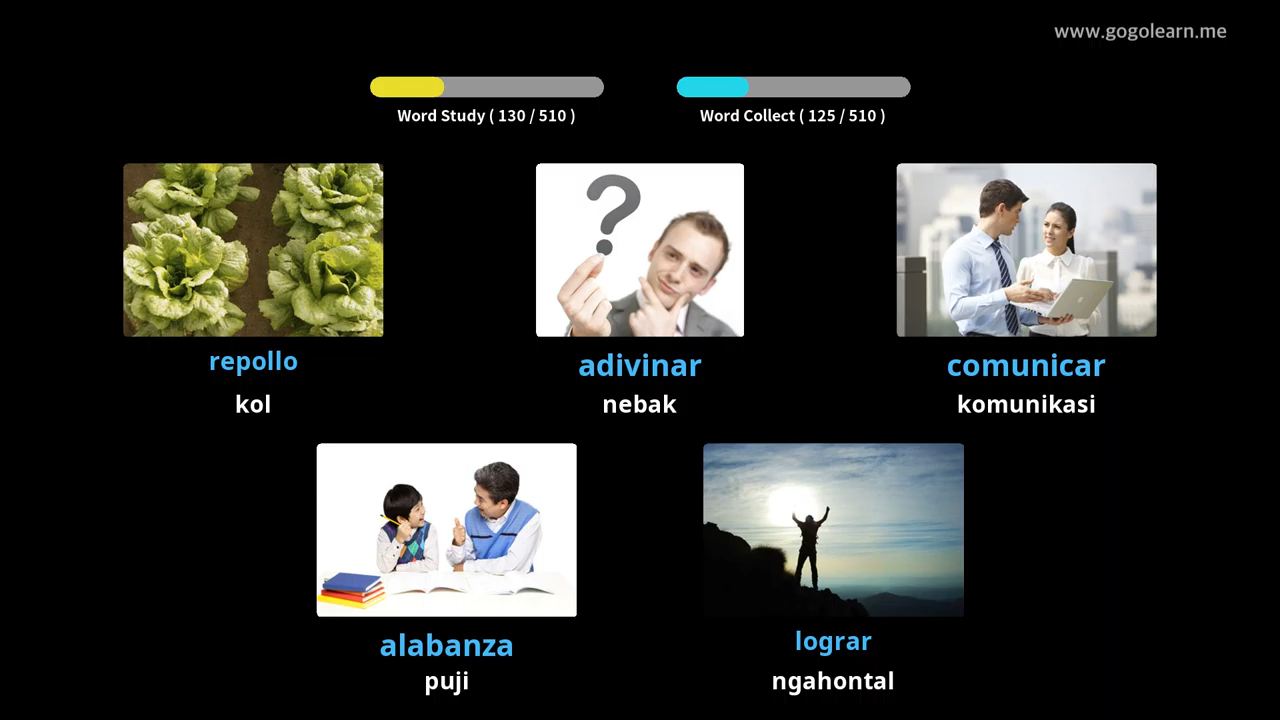 www.gogolearn.me
Word Study ( 130 / 510 )
Word Collect ( 125 / 510 )
repollo
kol
adivinar
nebak
comunicar
komunikasi
alabanza
puji
lograr
ngahontal